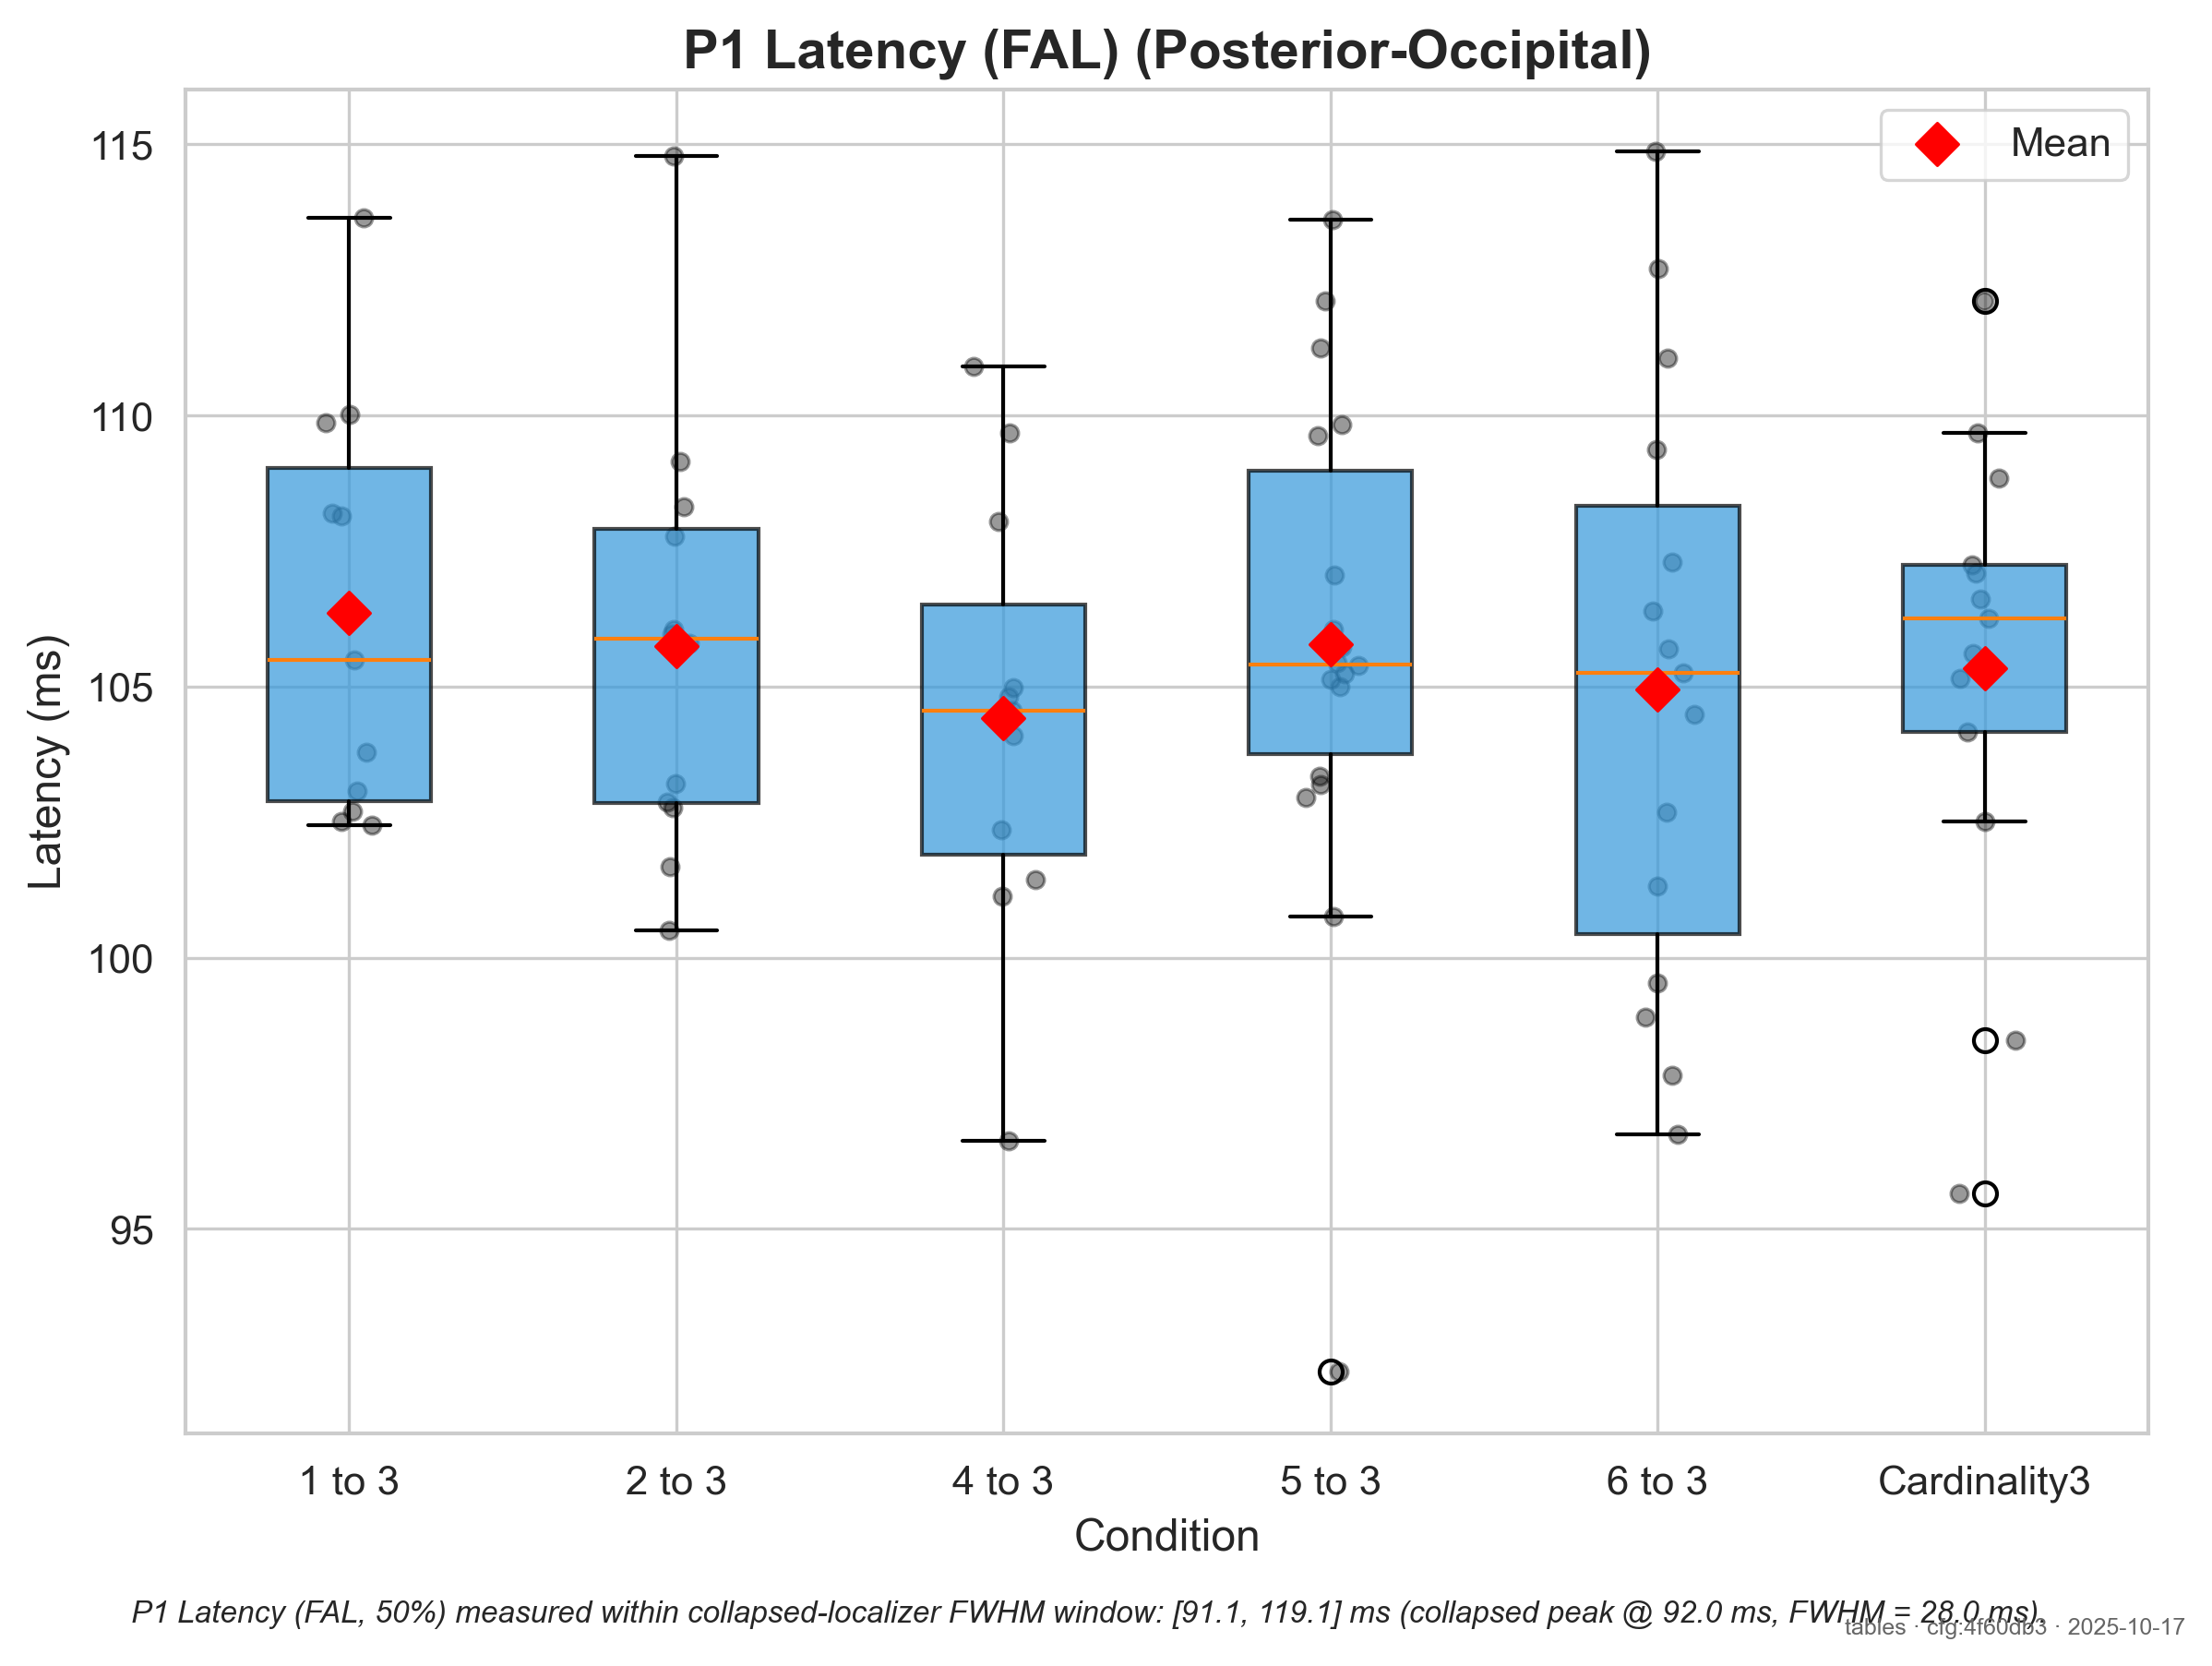 P1 Latency (FAL) (Posterior-Occipital)
Mean
115
110
105
100
95
Latency (ms)
1 to 3
2 to 3
4 to 3
5 to 3
6 to 3
Cardinality3
Condition
P1 Latency (FAL, 50%) measured within collapsed-localizer FWHM window: [91.1, 119.1] ms (collapsed peak @ 92.0 ms, FWHM = 28.0 ms).
tables · cfg:4f60db3 · 2025-10-17